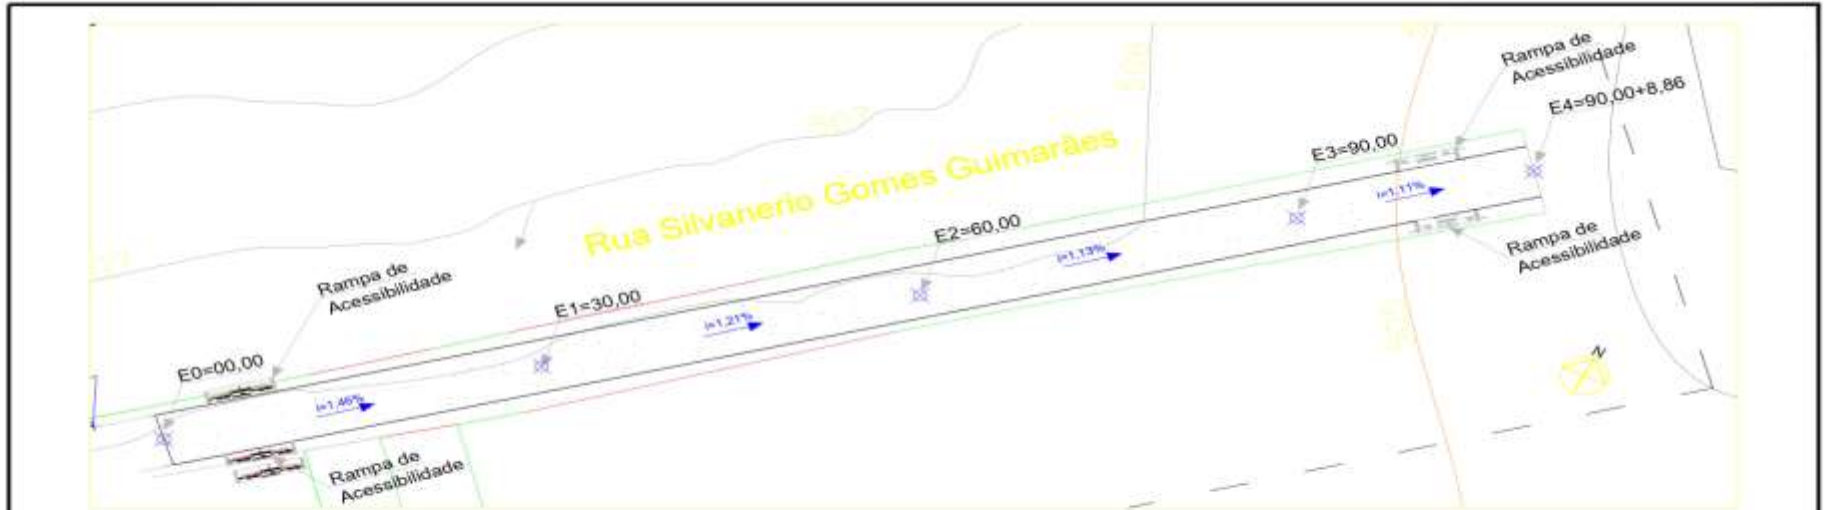 Rampa de
Acessibilidade
E4=90,00+8,86
E3=90,00
i=1,11%
Rua Silvanerio Gomes Guimarães
E2=60,00
Rampa de
Acessibilidade
i=1,13%
Rampa de
Acessibilidade
E1=30,00
i=1,21%
N
E0=00,00
i=1,46%
Rampa de
Acessibilidade